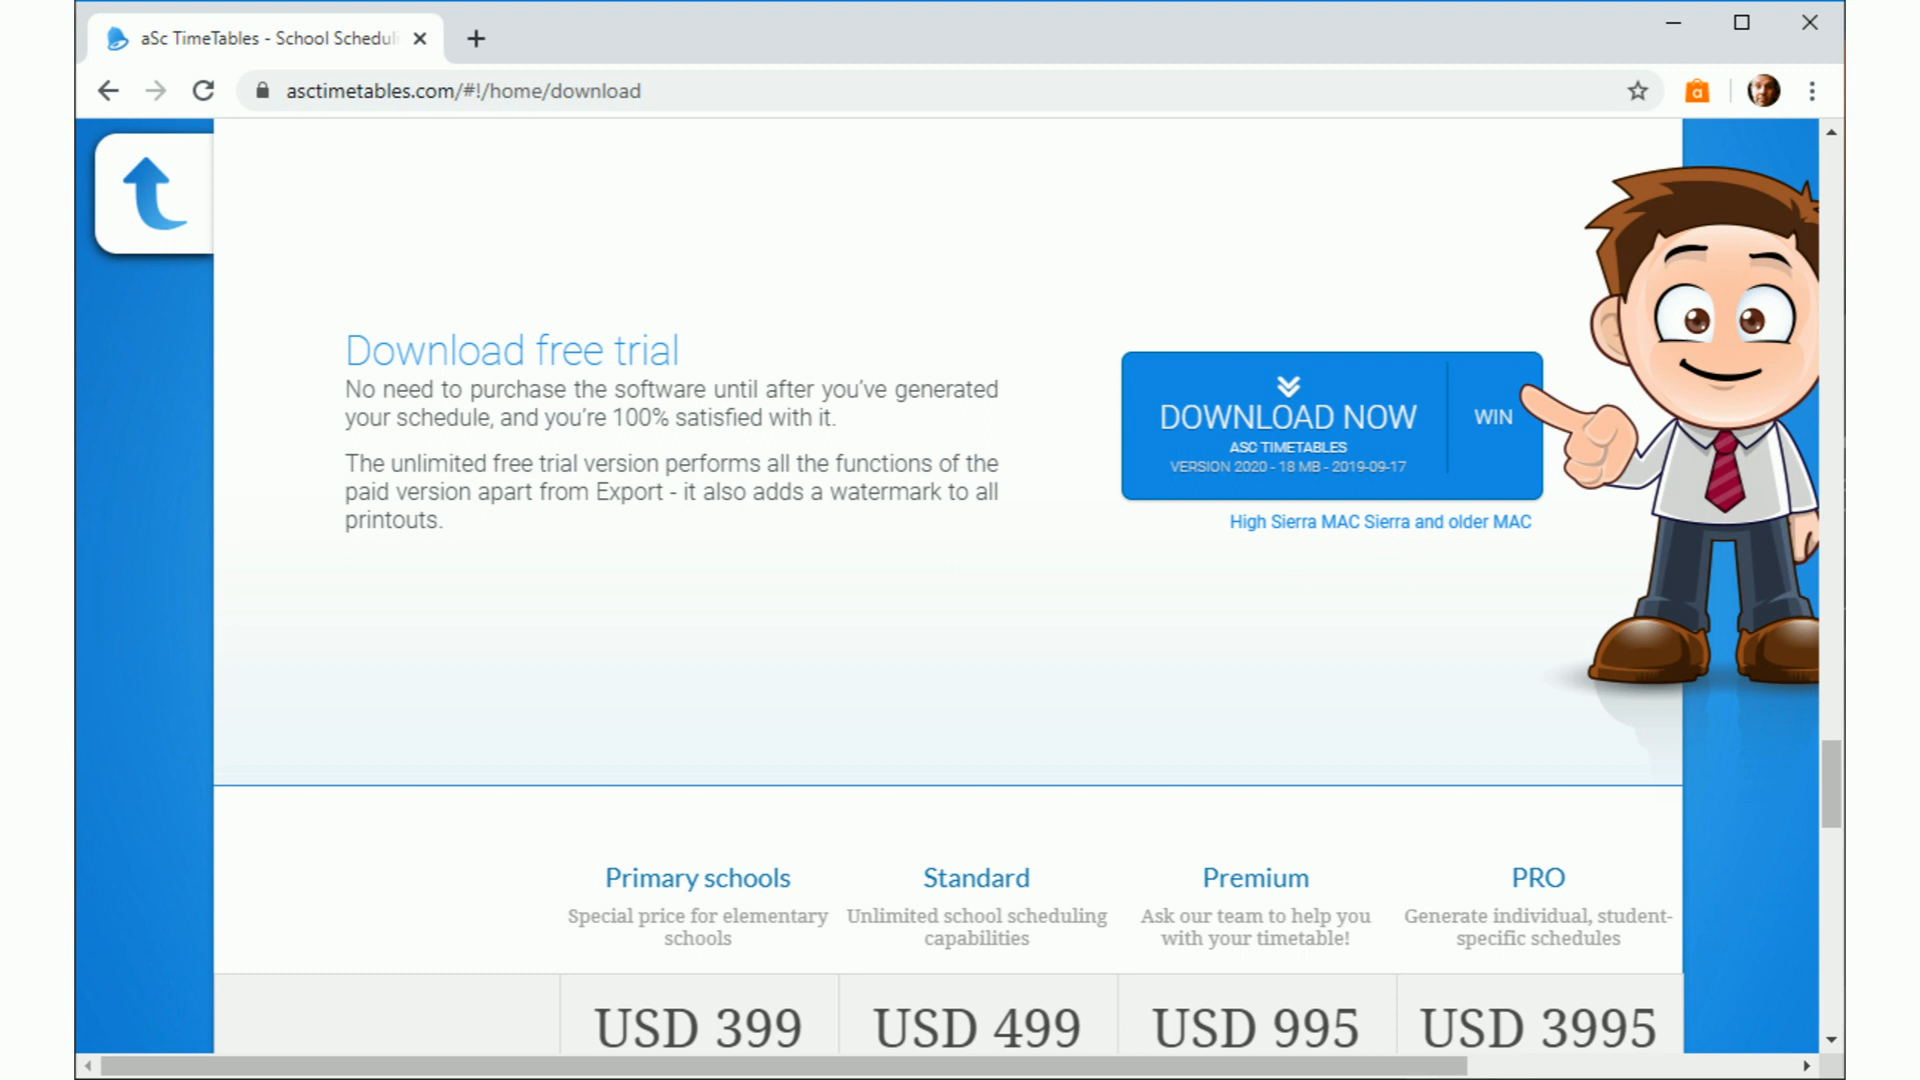 aSc TimeTables - School Schedul
asctimetables.com/#!/home/download
a
Download free trial
No need to purchase the software until after you've generated
your schedule, and you're 100% satisfied with it.
The unlimited free trial version performs all the functions of the
paid version apart from Export - it also adds a watermark to all
printouts.
DOWNLOAD NOW
WIN
ASC TIMETABLES
VERSION 2020 - 18 MB - 2019-09-17
High Sierra MAC Sierra and older MAC
Primary schools Standard Premium PRO
Special price for elementary Unlimited school scheduling Ask our team to help you Generate individual, student-
schools capabilities with your timetable! specific schedules
USD 399 USD 499 USD 995 USD 3995